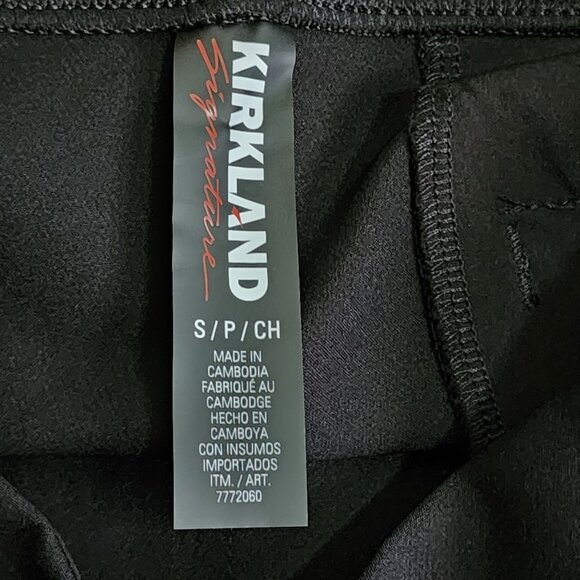 KIRKLAND
Signature
S / P / CH
MADE IN
CAMBODIA
FABRIQUÉ AU
CAMBODGE
HECHO EN
CAMBOYA
CON INSUMOS
IMPORTADOS
ITM. / ART.
7772060